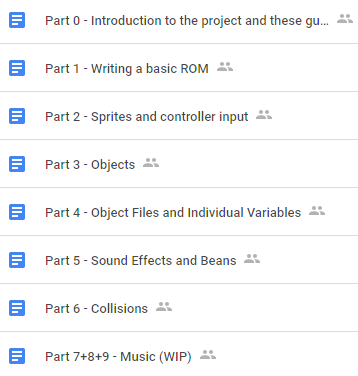 Part 0 - Introduction to the project and these gu...
Part 1 - Writing a basic ROM
Part 2 - Sprites and controller input
Part 3 - Objects
Part 4 - Object Files and Individual Variables
Part 5 - Sound Effects and Beans
Part 6 - Collisions
Part 7+8+9 - Music (WIP)